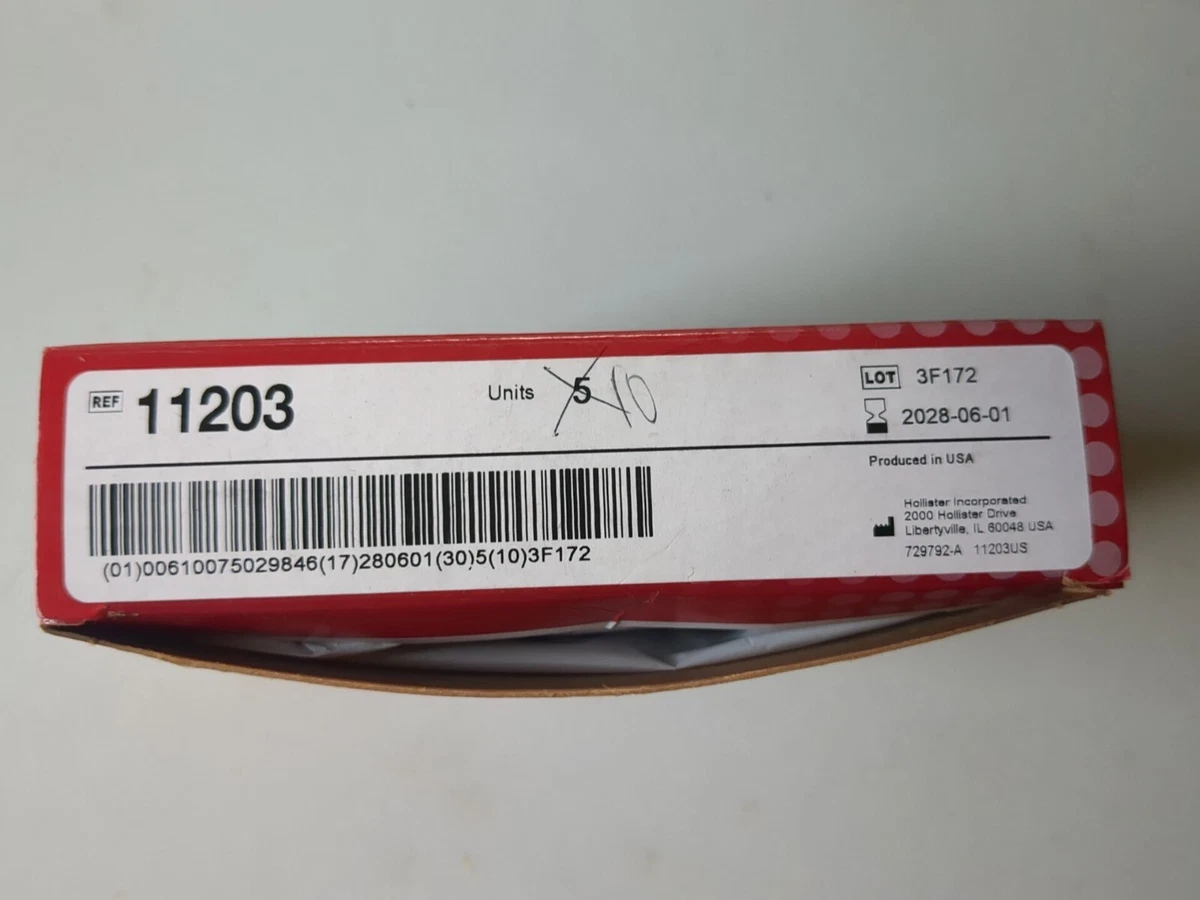 REF 11203
Units 5 10
LOT 3F172
2028-06-01
Produced in USA
(01)00610075029846(17)280601(30)5(10)3F172
Hollister Incorporated
2000 Hollister Drive
Libertyville, IL 60048 USA
729792-A 11203US